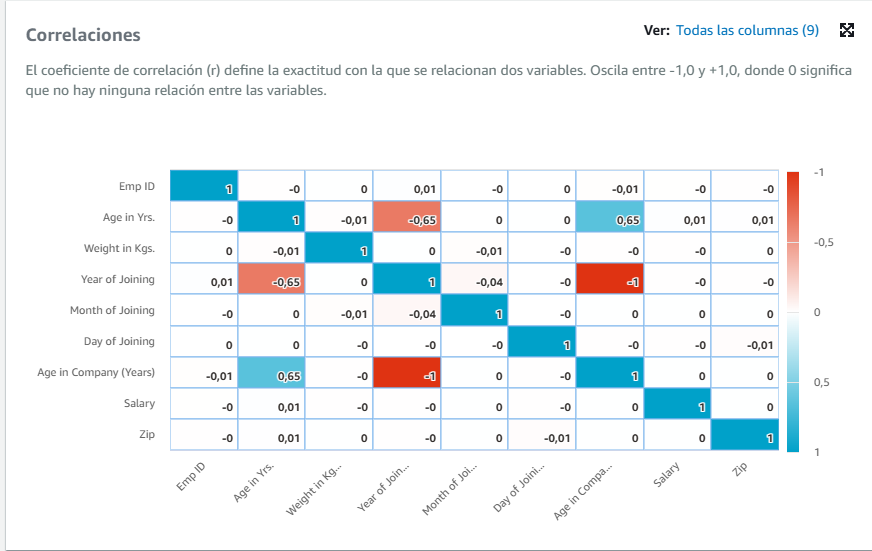 Correlaciones
Ver: Todas las columnas (9)
El coeficiente de correlación (r) define la exactitud con la que se relacionan dos variables. Oscila entre -1,0 y +1,0, donde 0 significa
que no hay ninguna relación entre las variables.
Emp ID 1 -0 0 0,01 -0 0 -0,01 -0 -0
Age in Yrs. -0 1 -0,01 -0,65 0 0 0,65 0,01 0,01
Weight in Kgs. 0 -0,01 1 0 -0,01 -0 -0 -0 0
Year of Joining 0,01 -0,65 0 1 -0,04 -0 -1 -0 -0
Month of Joining -0 0 -0,01 -0,04 1 -0 0 0 0
Day of Joining 0 0 -0 -0 -0 1 -0 -0 -0,01
Age in Company (Years) -0,01 0,65 -0 -1 0 -0 1 0 0
Salary -0 0,01 -0 -0 0 -0 0 1 0
Zip -0 0,01 0 -0 0 -0,01 0 0 1
Emp ID
Age in Yrs.
Weight in Kg...
Year of Join...
Month of Joi...
Day of Joini...
Age in Compa...
Salary
Zip
-1
-0,5
0
0,5
1